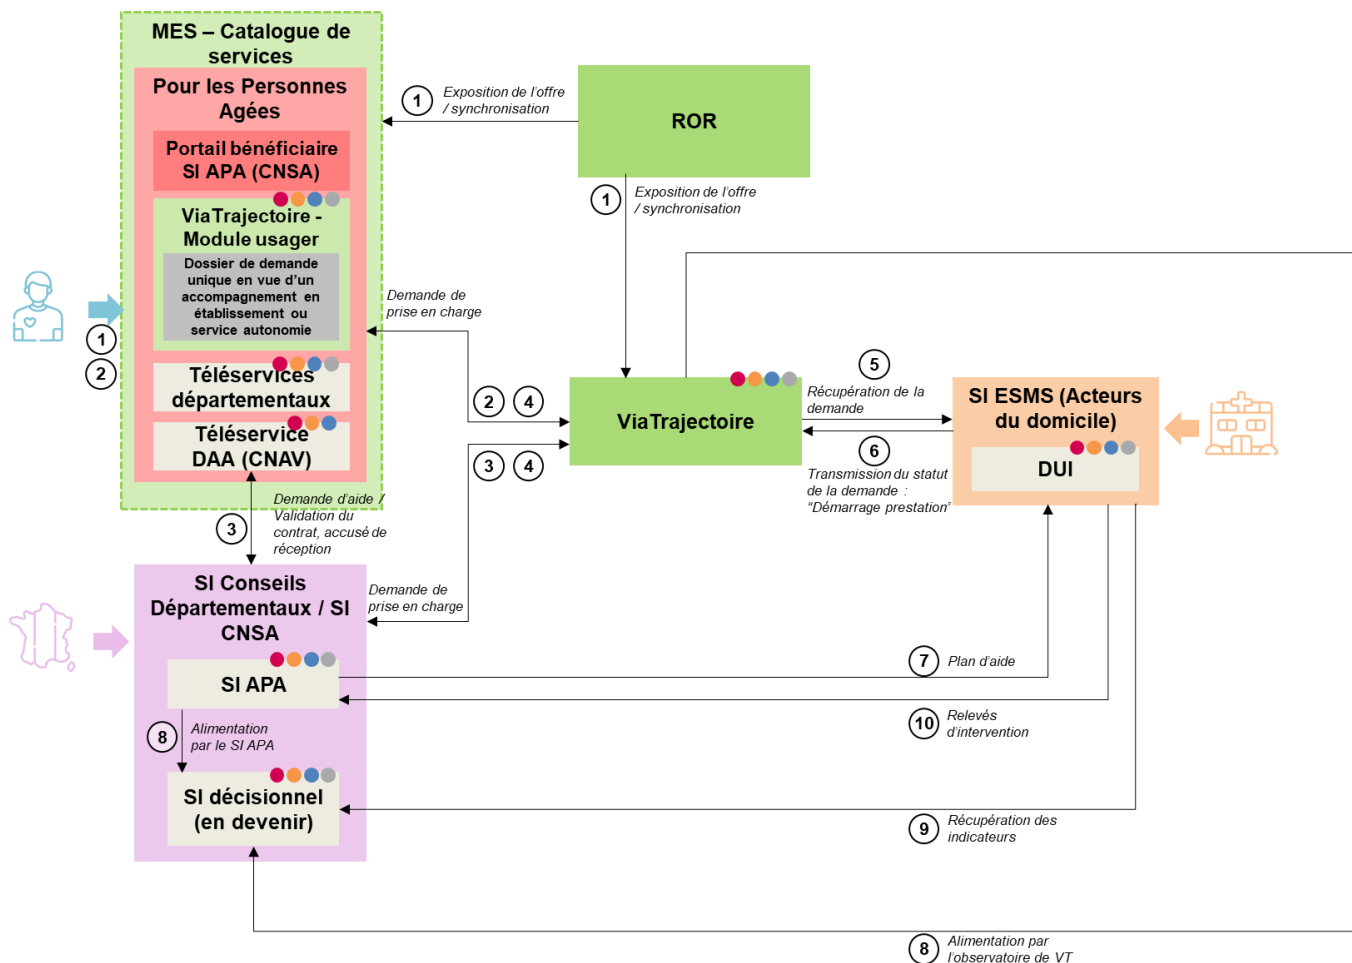 MES – Catalogue de
services
Pour les Personnes
Agées
Portail bénéficiaire
SI APA (CNSA)
ViaTrajectoire -
Module usager
Dossier de demande
unique en vue d'un
accompagnement en
établissement ou
service autonomie
Téléservices
départementaux
Téléservice
DAA (CNAV)
1
Exposition de l'offre
/ synchronisation
ROR
1
Exposition de l'offre
/ synchronisation
1
2
Demande de
prise en charge
2
4
3
4
ViaTrajectoire
5
Récupération de la
demande
6
Transmission du statut
de la demande :
"Démarrage prestation"
SI ESMS (Acteurs
du domicile)
DUI
3
Demande d'aide /
Validation du
contrat, accusé de
réception
SI Conseils
Départementaux / SI
CNSA
Demande de
prise en charge
SI APA
8
Alimentation
par le SI APA
SI décisionnel
(en devenir)
7
Plan d'aide
10
Relevés
d'intervention
9
Récupération des
indicateurs
8
Alimentation par
l'observatoire de VT